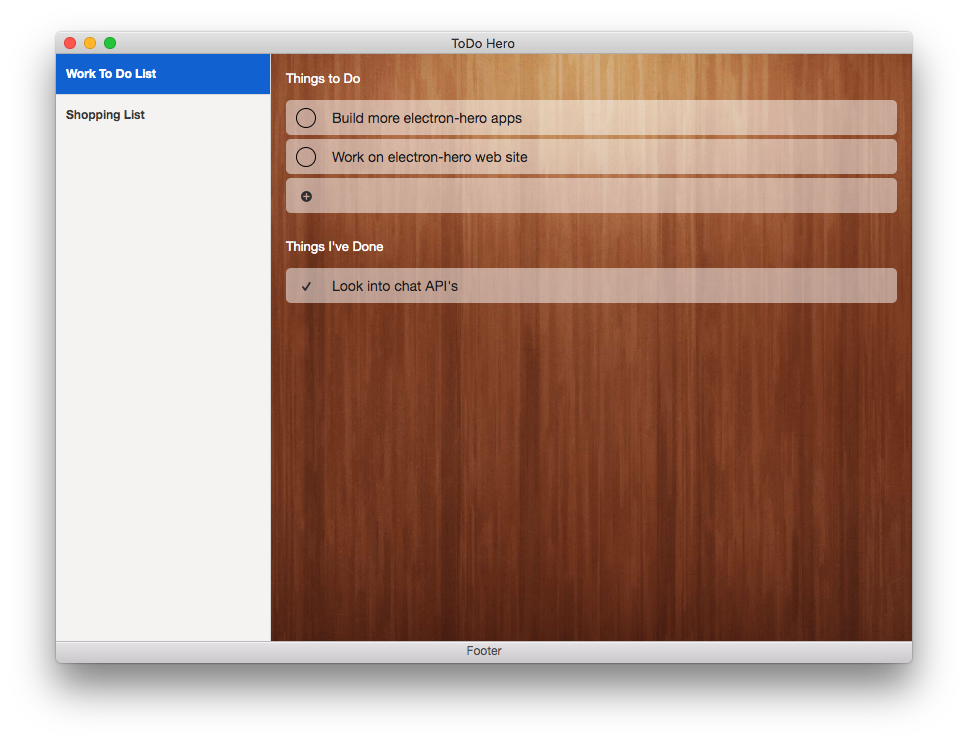 ToDo Hero
Work To Do List
Shopping List
Things to Do
Build more electron-hero apps
Work on electron-hero web site
Things I've Done
Look into chat API's
Footer